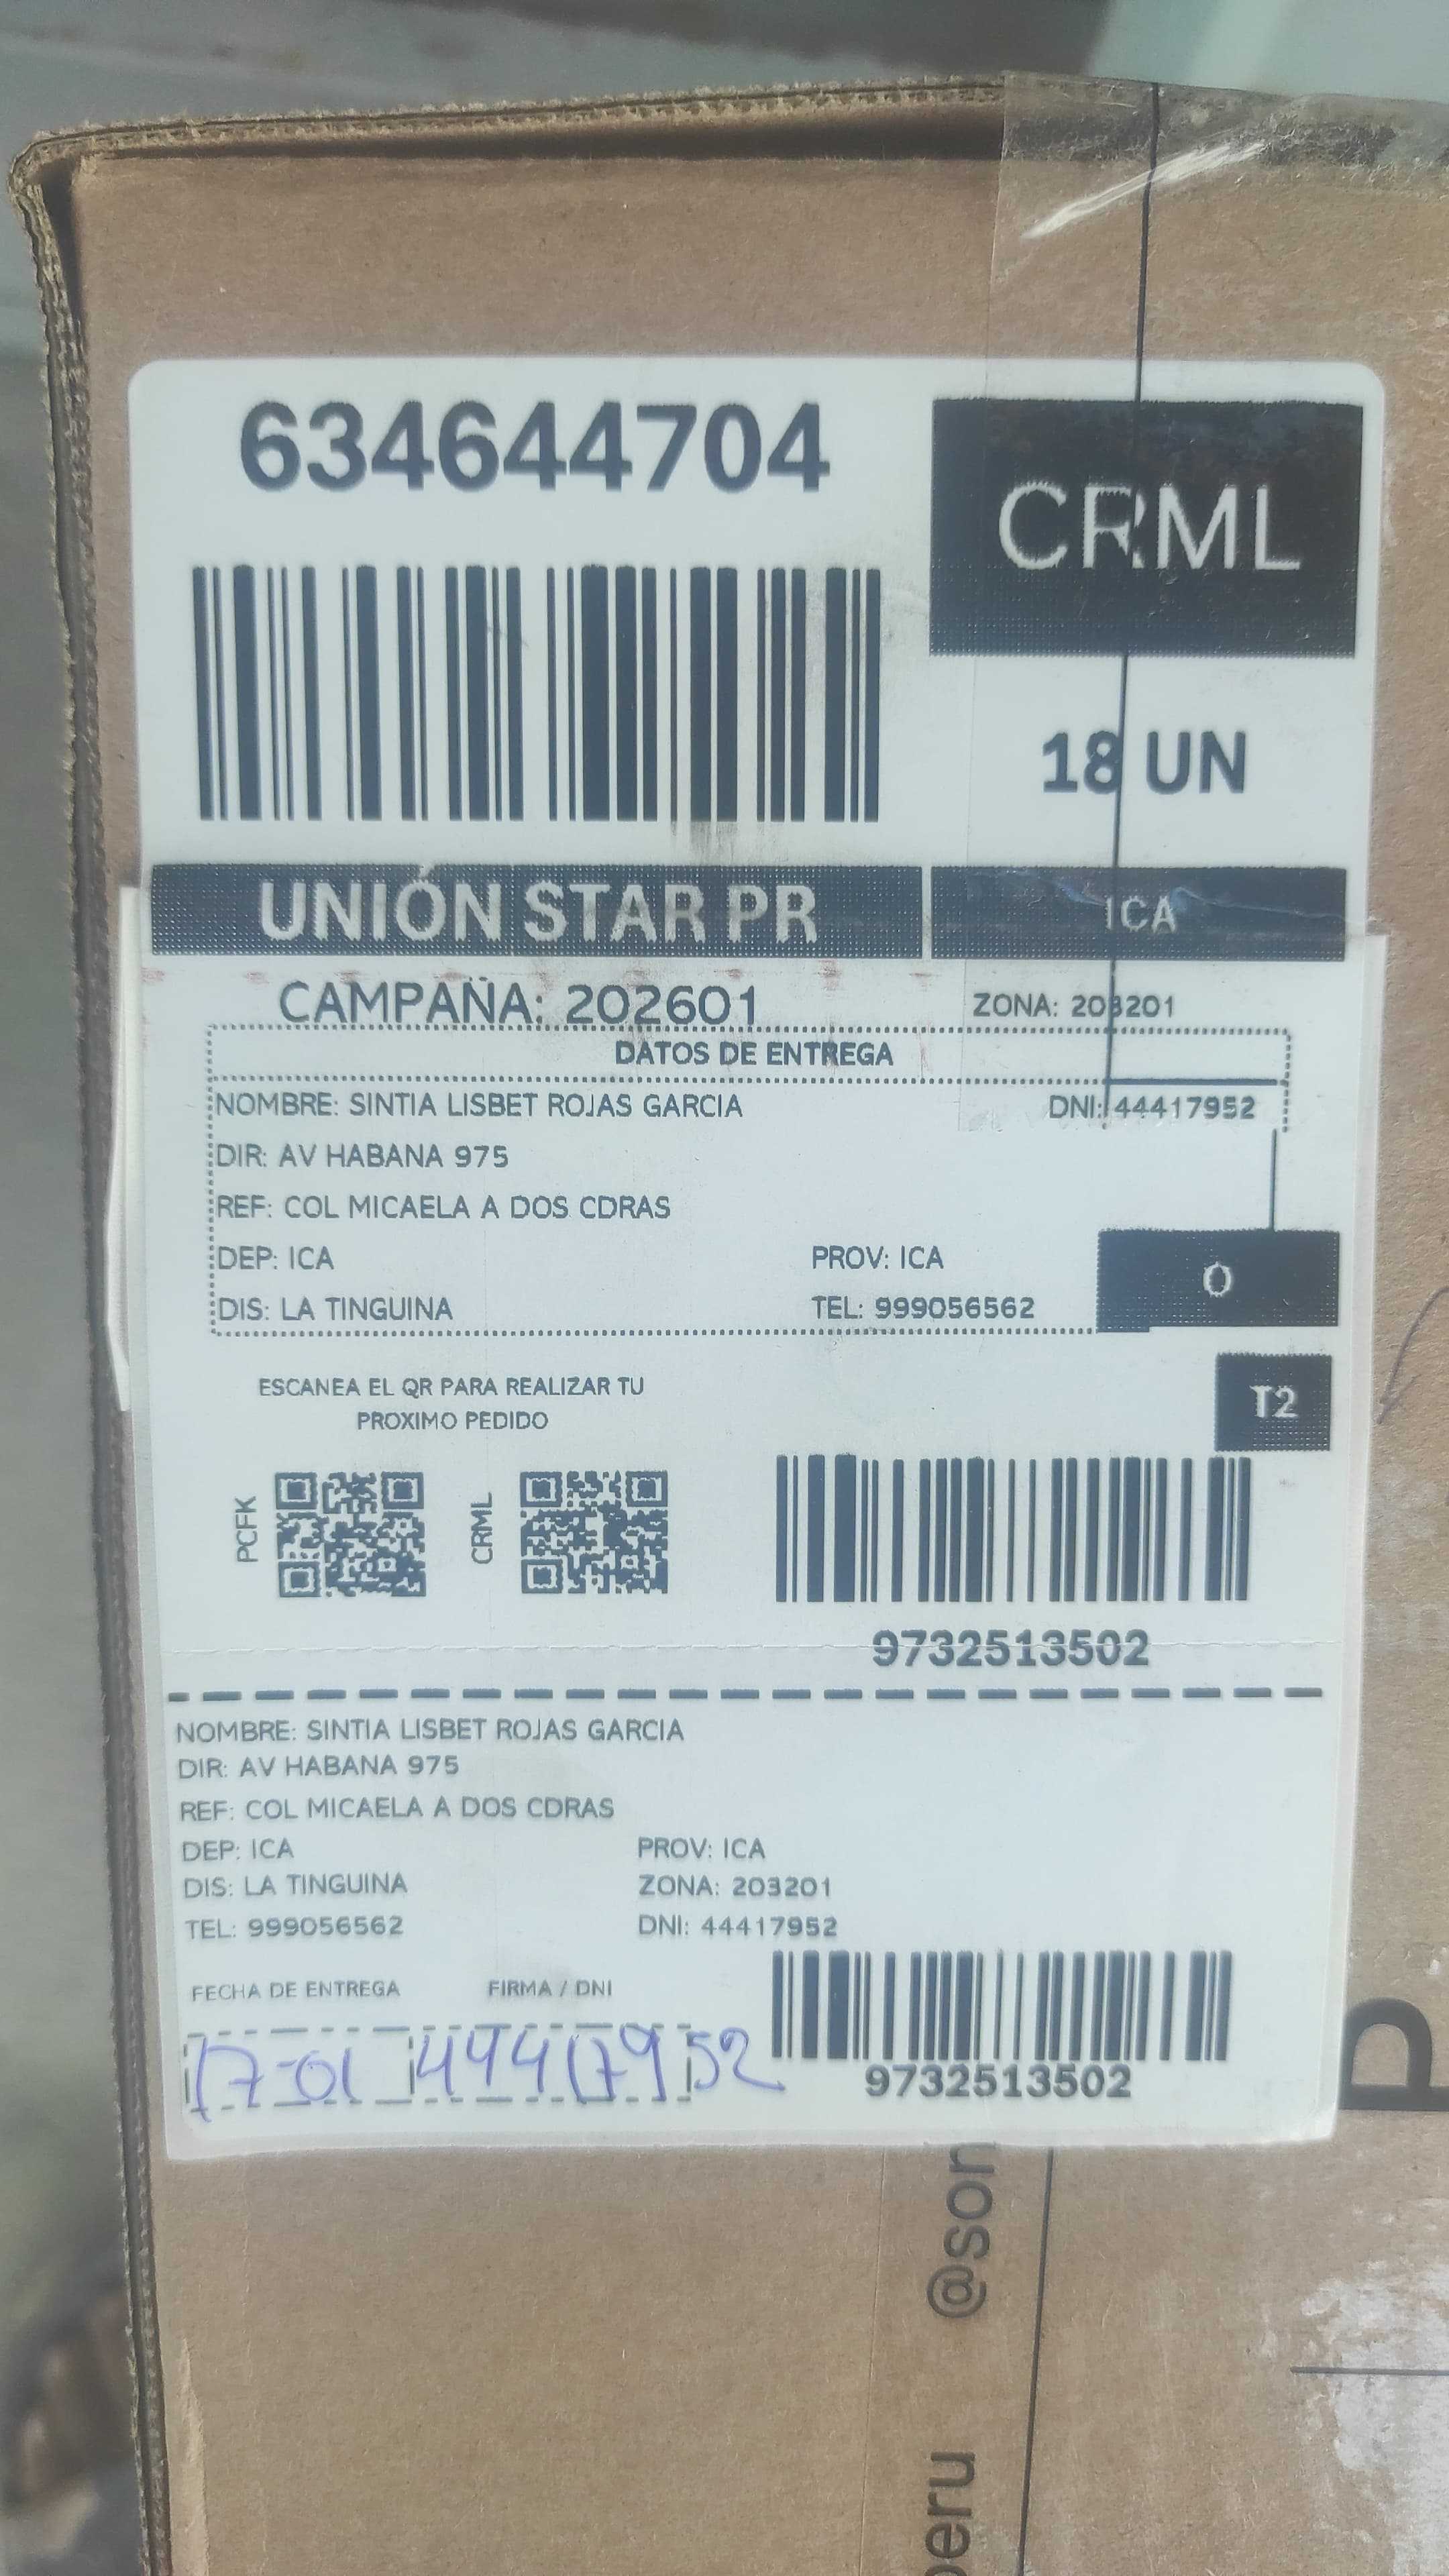 634644704
CRML
18 UN
UNIÓN STAR PR
ICA
CAMPAÑA: 202601
ZONA: 203201
DATOS DE ENTREGA
NOMBRE: SINTIA LISBET ROJAS GARCIA DNI: 44417952
DIR: AV HABANA 975
REF: COL MICAELA A DOS CDRAS
DEP: ICA PROV: ICA
O
DIS: LA TINGUINA TEL: 999056562
ESCANEA EL QR PARA REALIZAR TU
PROXIMO PEDIDO
T2
PCFK
CRML
9732513502
NOMBRE: SINTIA LISBET ROJAS GARCIA
DIR: AV HABANA 975
REF: COL MICAELA A DOS CDRAS
DEP: ICA PROV: ICA
DIS: LA TINGUINA ZONA: 203201
TEL: 999056562 DNI: 44417952
FECHA DE ENTREGA FIRMA / DNI
17-01 44417952
9732513502